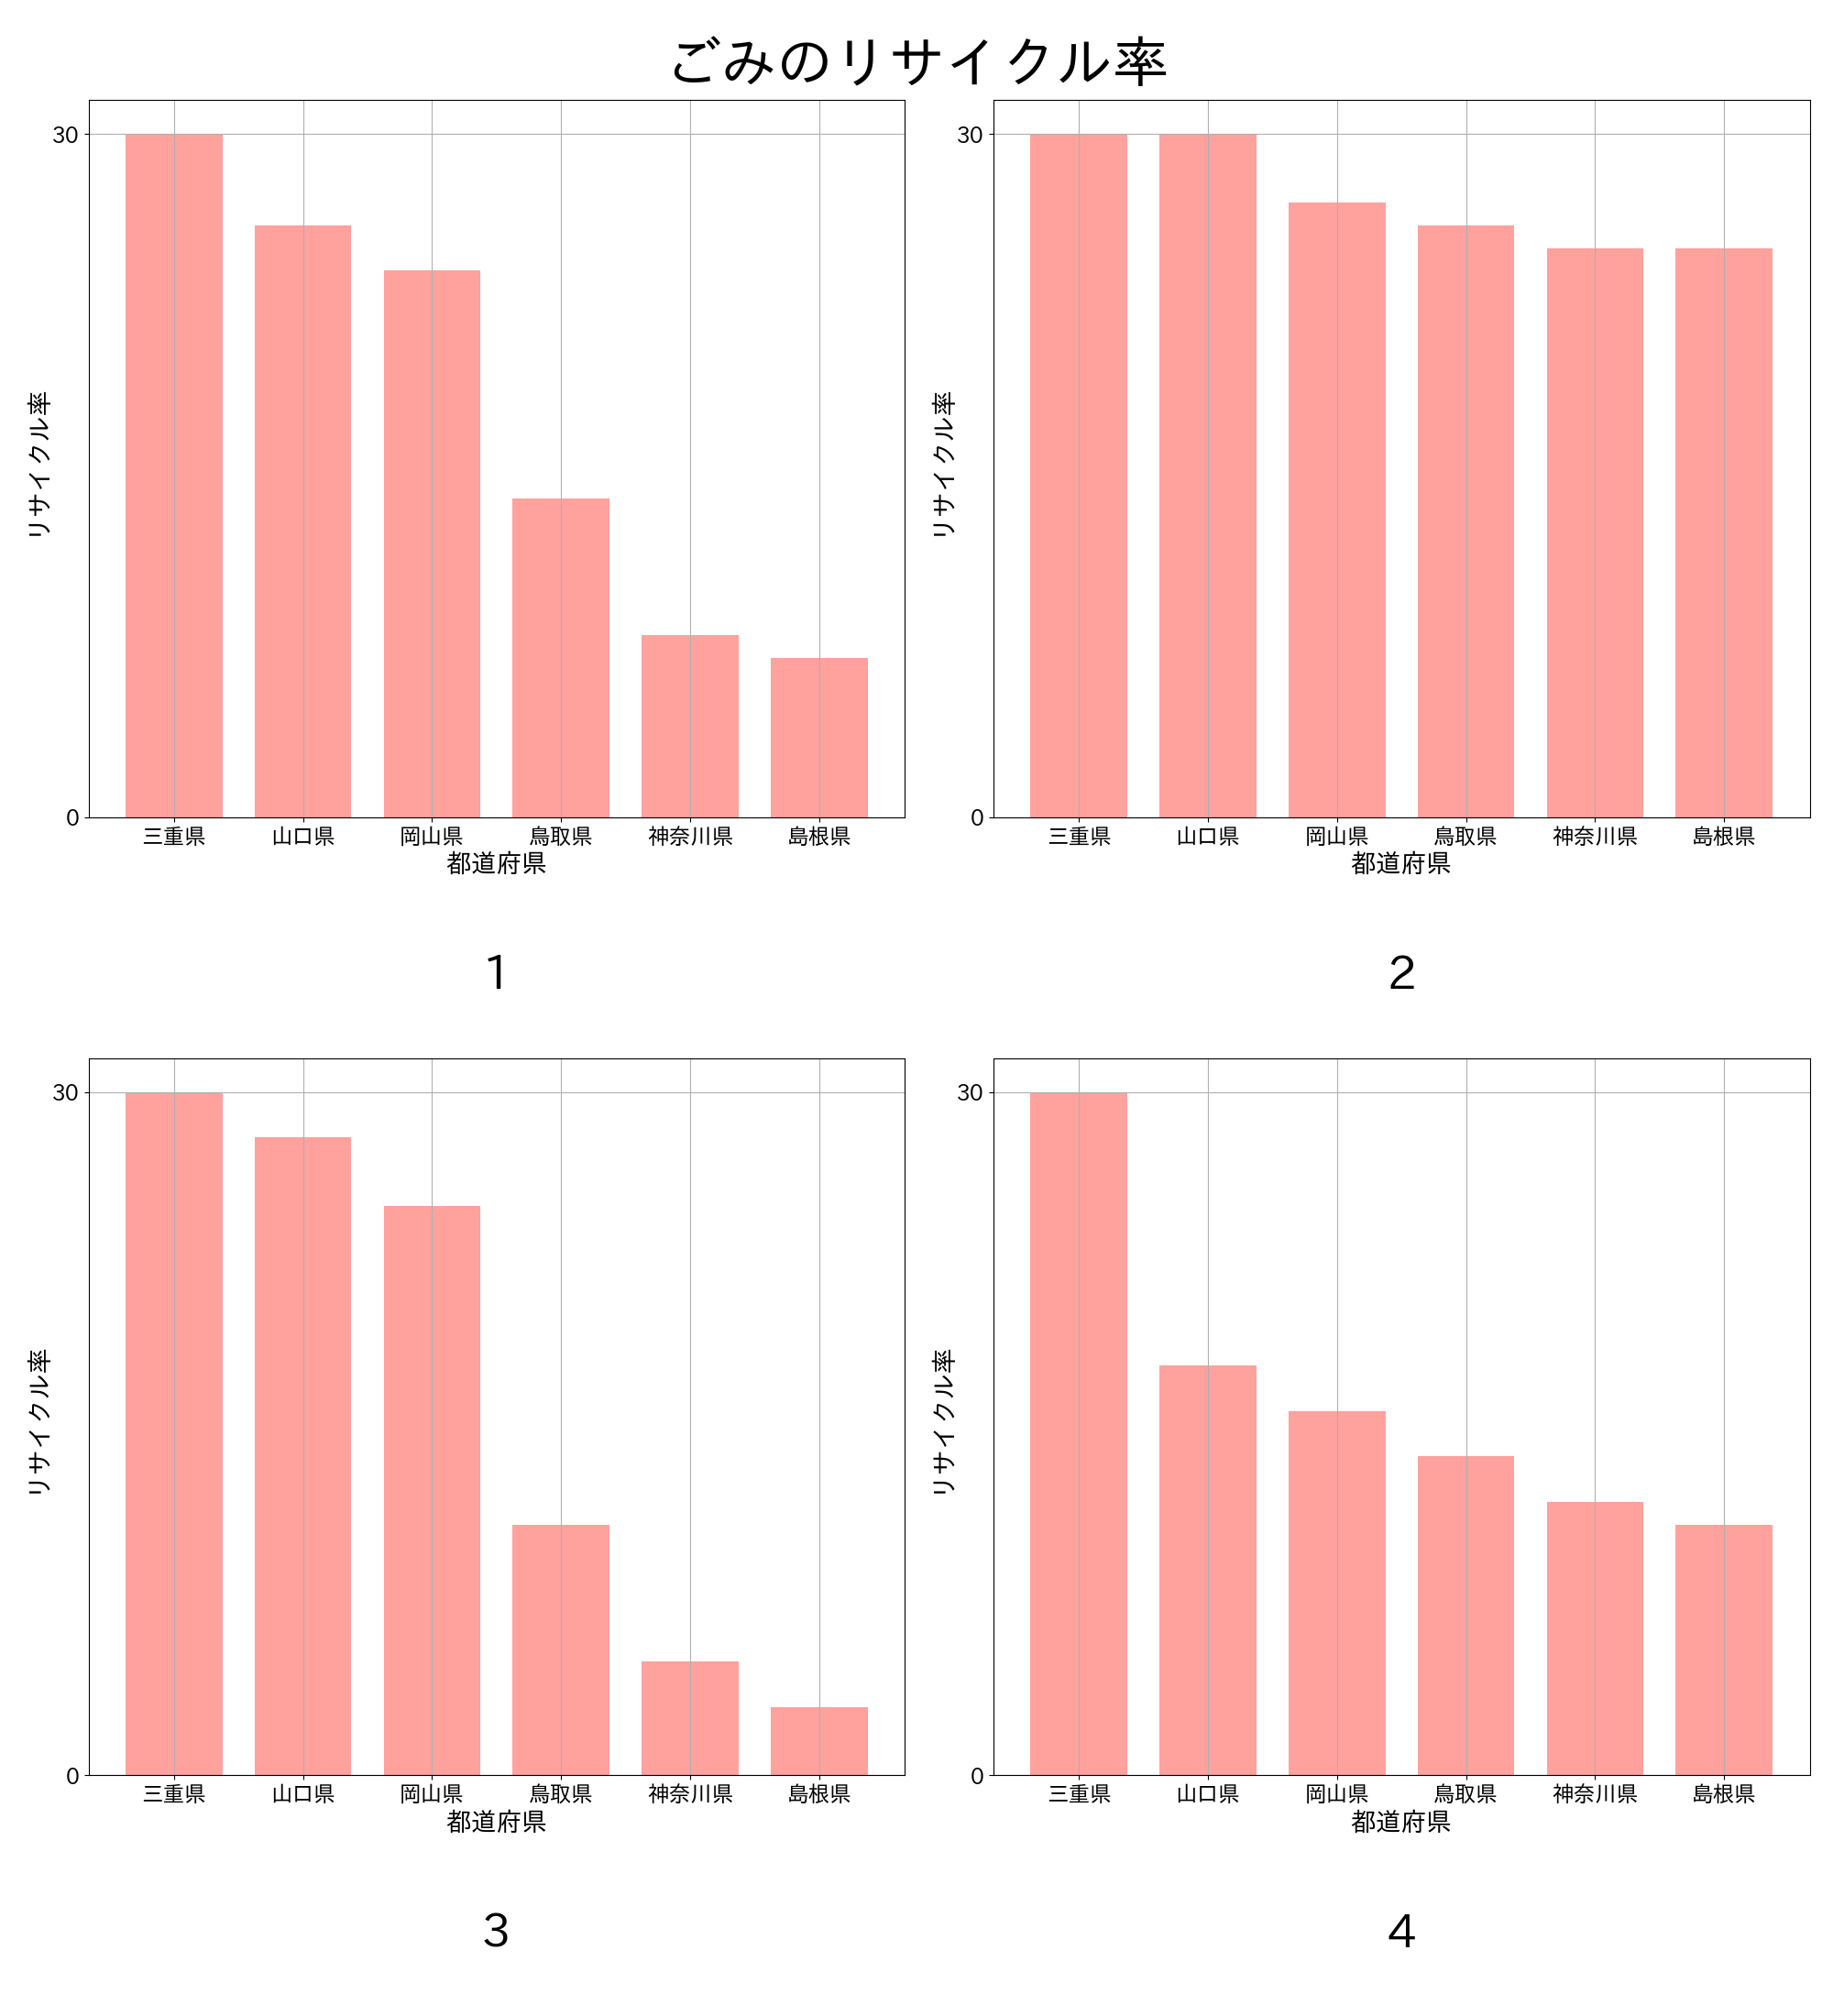 ごみのリサイクル率
30
0
リサイクル率
三重県 山口県 岡山県 鳥取県 神奈川県 島根県
都道府県
1
30
0
リサイクル率
三重県 山口県 岡山県 鳥取県 神奈川県 島根県
都道府県
2
30
0
リサイクル率
三重県 山口県 岡山県 鳥取県 神奈川県 島根県
都道府県
3
30
0
リサイクル率
三重県 山口県 岡山県 鳥取県 神奈川県 島根県
都道府県
4